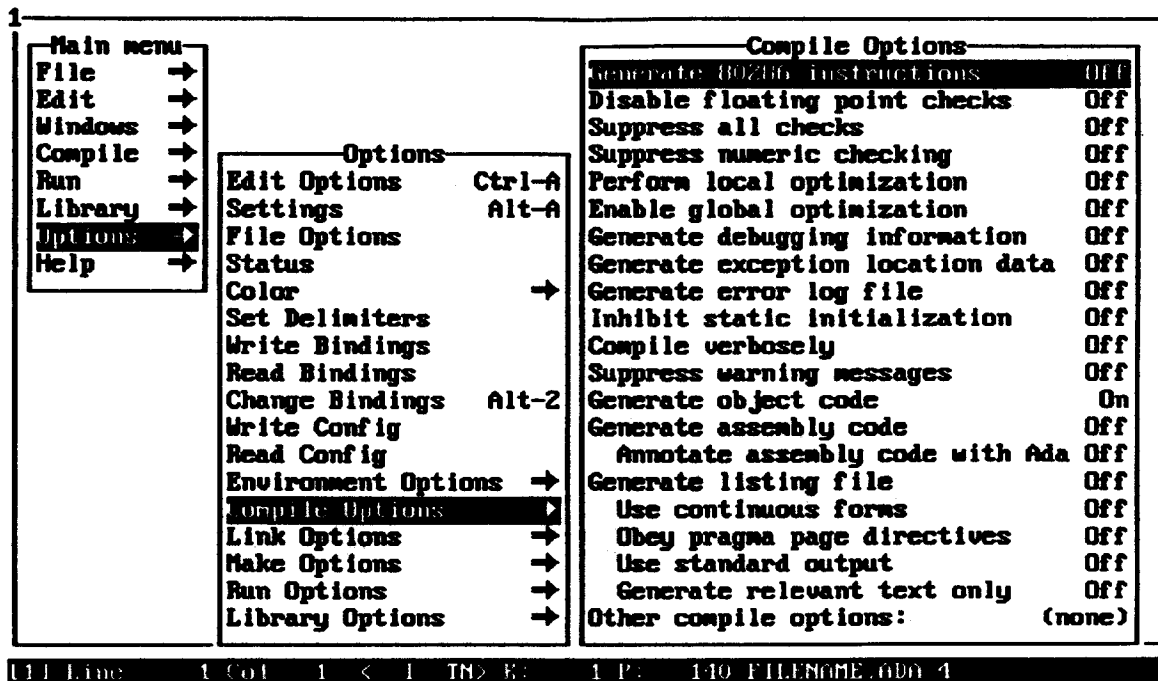 1
Main menu
File
Edit
Windows
Compile
Run
Library
Options
Help
Options
Edit Options Ctrl-A
Settings Alt-A
File Options
Status
Color
Set Delimiters
Write Bindings
Read Bindings
Change Bindings Alt-2
Write Config
Read Config
Environment Options
Compile Options
Link Options
Make Options
Run Options
Library Options
Compile Options
Generate 80286 instructions Off
Disable floating point checks Off
Suppress all checks Off
Suppress numeric checking Off
Perform local optimization Off
Enable global optimization Off
Generate debugging information Off
Generate exception location data Off
Generate error log file Off
Inhibit static initialization Off
Compile verbosely Off
Suppress warning messages Off
Generate object code On
Generate assembly code Off
Annotate assembly code with Ada Off
Generate listing file Off
Use continuous forms Off
Obey pragma page directives Off
Use standard output Off
Generate relevant text only Off
Other compile options: (none)
[1] Line 1 Col 1 < 1 IN> K: 1 P: 140 FILENAME.ADA 4